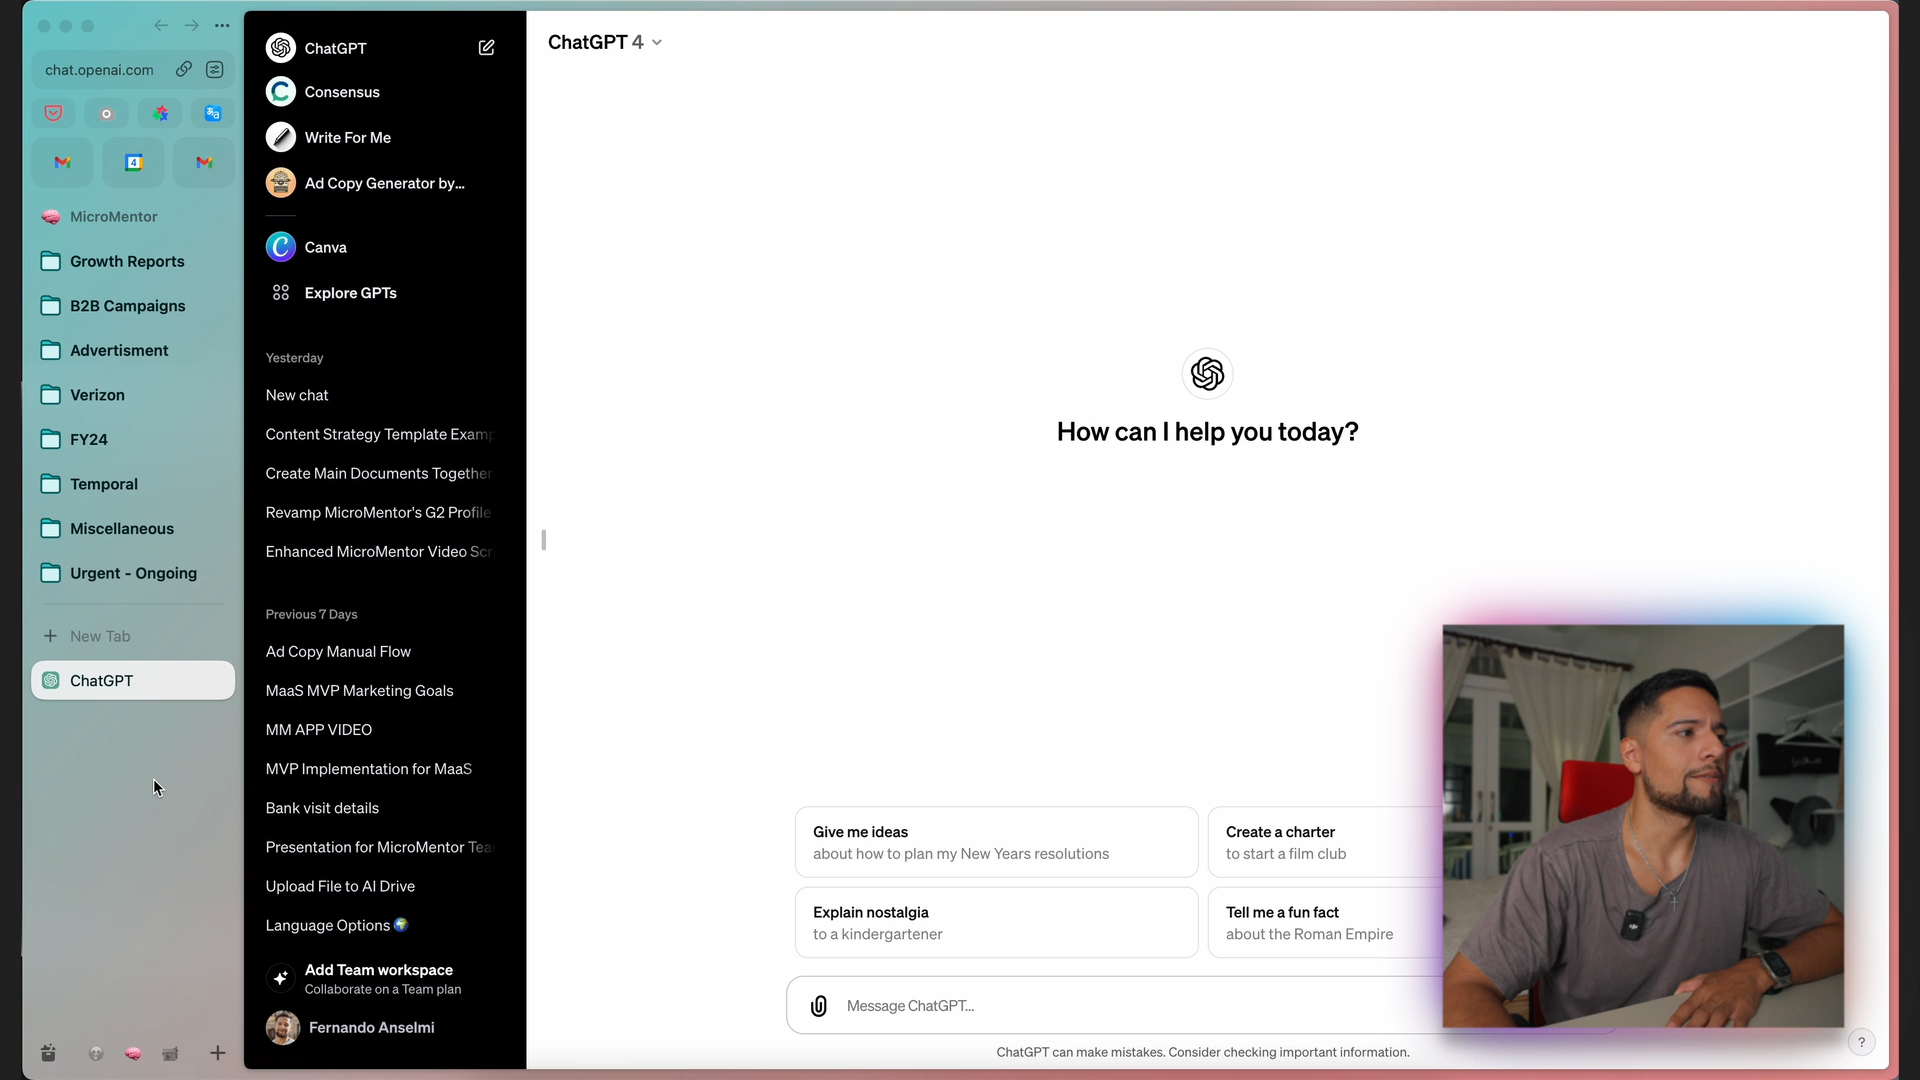 chat.openai.com
4
MicroMentor
Growth Reports
B2B Campaigns
Advertisment
Verizon
FY24
Temporal
Miscellaneous
Urgent - Ongoing
New Tab
ChatGPT
ChatGPT
Consensus
Write For Me
Ad Copy Generator by...
Canva
Explore GPTs
Yesterday
New chat
Content Strategy Template Examp
Create Main Documents Together
Revamp MicroMentor's G2 Profile
Enhanced MicroMentor Video Scr
Previous 7 Days
Ad Copy Manual Flow
MaaS MVP Marketing Goals
MM APP VIDEO
MVP Implementation for MaaS
Bank visit details
Presentation for MicroMentor Tea
Upload File to AI Drive
Language Options
Add Team workspace
Collaborate on a Team plan
Fernando Anselmi
ChatGPT 4
How can I help you today?
Give me ideas
about how to plan my New Years resolutions
Create a charter
to start a film club
Explain nostalgia
to a kindergartener
Tell me a fun fact
about the Roman Empire
Message ChatGPT...
ChatGPT can make mistakes. Consider checking important information.
?